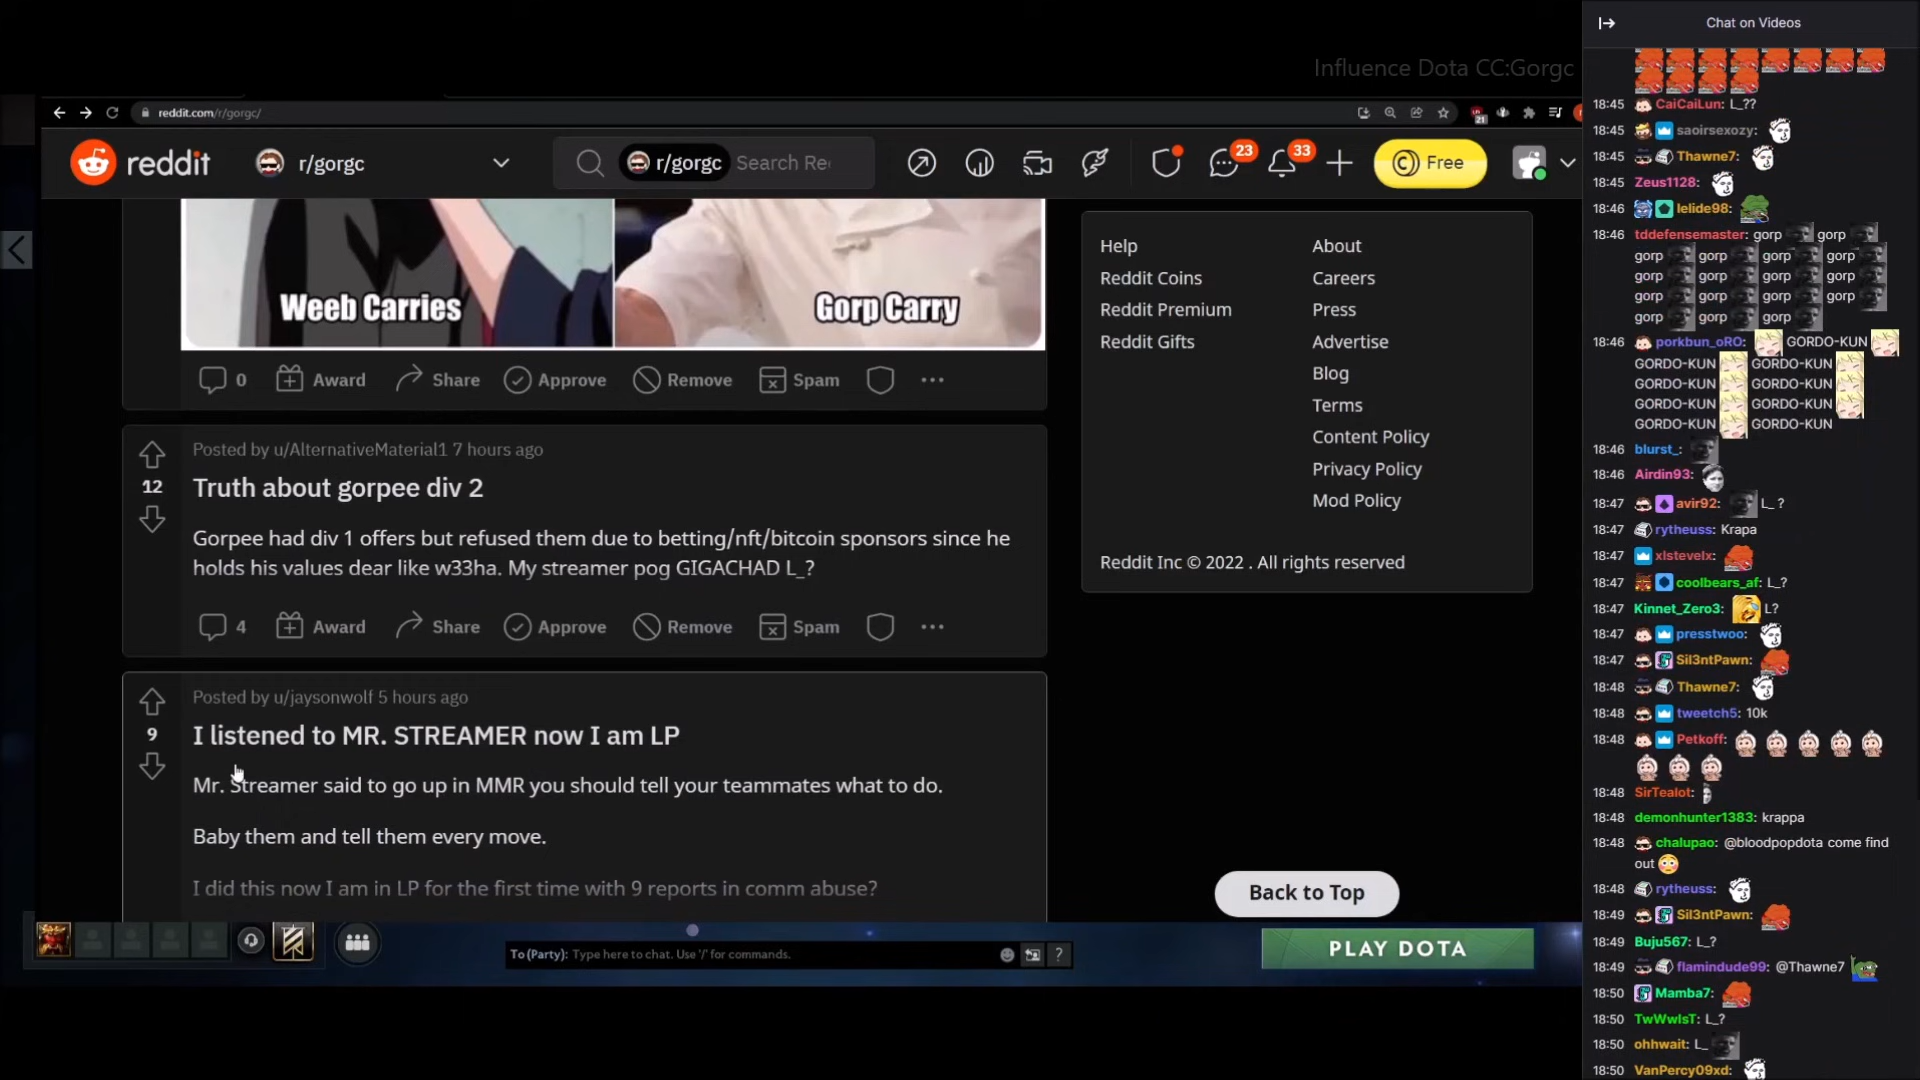 Influence Dota CC:Gorgc
reddit.com/r/gorgc/
reddit
r/gorgc
r/gorgc Search Re
23
33
Free
Weeb Carries
Gorp Carry
0
Award
Share
Approve
Remove
Spam
Posted by u/AlternativeMaterial1 7 hours ago
12
Truth about gorpee div 2
Gorpee had div 1 offers but refused them due to betting/nft/bitcoin sponsors since he
holds his values dear like w33ha. My streamer pog GIGACHAD L_?
4
Award
Share
Approve
Remove
Spam
Posted by u/jaysonwolf 5 hours ago
9
I listened to MR. STREAMER now I am LP
Mr. Streamer said to go up in MMR you should tell your teammates what to do.
Baby them and tell them every move.
I did this now I am in LP for the first time with 9 reports in comm abuse?
Help
Reddit Coins
Reddit Premium
Reddit Gifts
About
Careers
Press
Advertise
Blog
Terms
Content Policy
Privacy Policy
Mod Policy
Reddit Inc © 2022 . All rights reserved
Back to Top
To (Party): Type here to chat. Use '/' for commands.
?
PLAY DOTA
Chat on Videos
18:45 CaiCaiLun: L_??
18:45 saoirsexozy:
18:45 Thawne7:
18:45 Zeus1128:
18:46 lelide98:
18:46 tddefensemaster: gorp gorp
gorp gorp gorp gorp
gorp gorp gorp gorp
gorp gorp gorp gorp
gorp gorp gorp
18:46 porkbun_oRO: GORDO-KUN
GORDO-KUN GORDO-KUN
GORDO-KUN GORDO-KUN
GORDO-KUN GORDO-KUN
GORDO-KUN GORDO-KUN
18:46 blurst_:
18:46 Airdin93:
18:47 avir92: L_?
18:47 rytheuss: Krapa
18:47 xlstevelx:
18:47 coolbears_af: L_?
18:47 Kinnet_Zero3: L?
18:47 presstwoo:
18:47 Sil3ntPawn:
18:48 Thawne7:
18:48 tweetch5: 10k
18:48 Petkoff:
18:48 SirTealot:
18:48 demonhunter1383: krappa
18:48 chalupao: @bloodpopdota come find
out
18:48 rytheuss:
18:49 Sil3ntPawn:
18:49 Buju567: L_?
18:49 flamindude99: @Thawne7
18:50 Mamba7:
18:50 TwWwIsT: L_?
18:50 ohhwait: L_
18:50 VanPercy09xd: